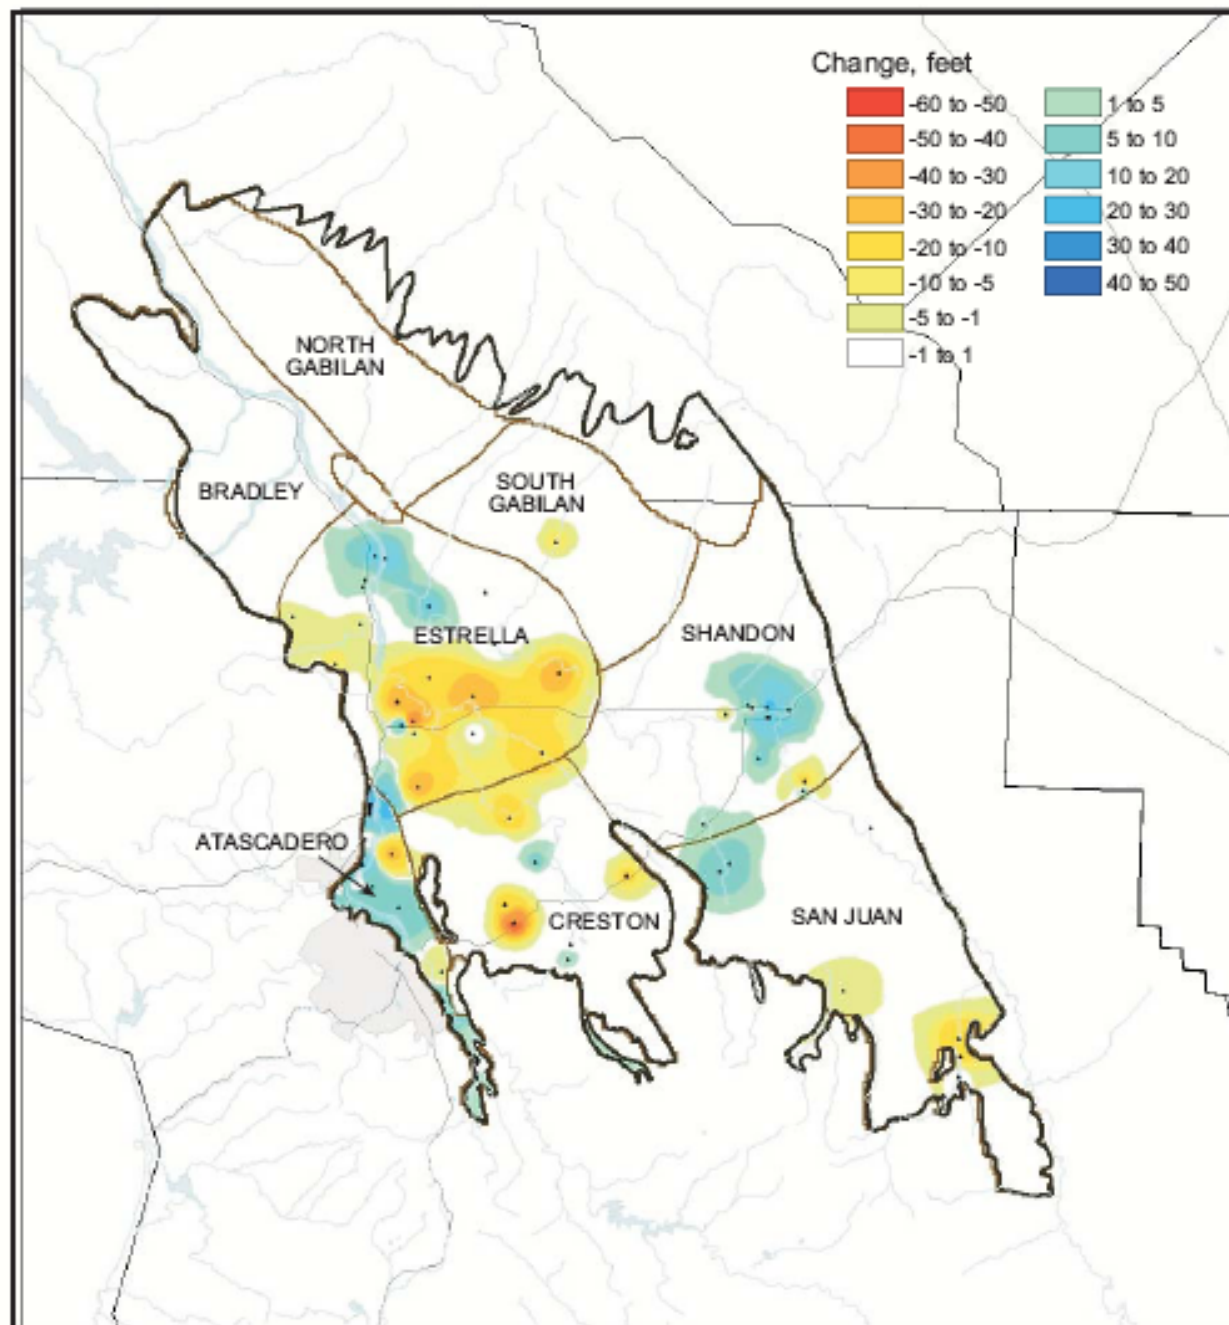 Change, feet
-60 to -50
-50 to -40
-40 to -30
-30 to -20
-20 to -10
-10 to -5
-5 to -1
-1 to 1
1 to 5
5 to 10
10 to 20
20 to 30
30 to 40
40 to 50
NORTH
GABILAN
BRADLEY
SOUTH
GABILAN
ESTRELLA
SHANDON
ATASCADERO
CRESTON
SAN JUAN